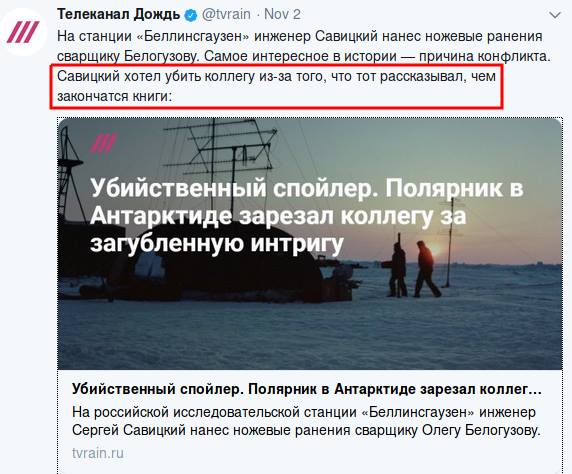 Телеканал Дождь @tvrain · Nov 2
На станции «Беллинсгаузен» инженер Савицкий нанес ножевые ранения
сварщику Белогузову. Самое интересное в истории — причина конфликта.
Савицкий хотел убить коллегу из-за того, что тот рассказывал, чем
закончатся книги:
Убийственный спойлер. Полярник в
Антарктиде зарезал коллегу за
загубленную интригу
Убийственный спойлер. Полярник в Антарктиде зарезал коллег...
На российской исследовательской станции «Беллинсгаузен» инженер
Сергей Савицкий нанес ножевые ранения сварщику Олегу Белогузову.
tvrain.ru